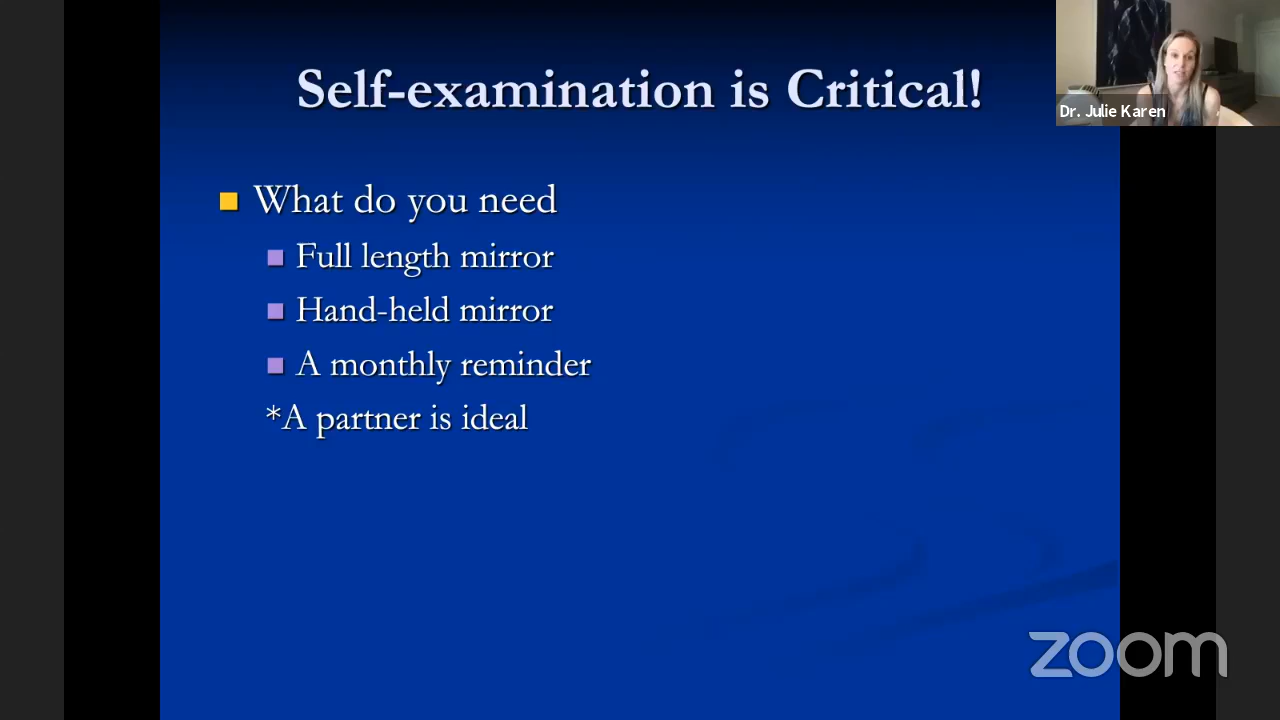 Self-examination is Critical!
Dr. Julie Karen
What do you need
Full length mirror
Hand-held mirror
A monthly reminder
*A partner is ideal
zoom